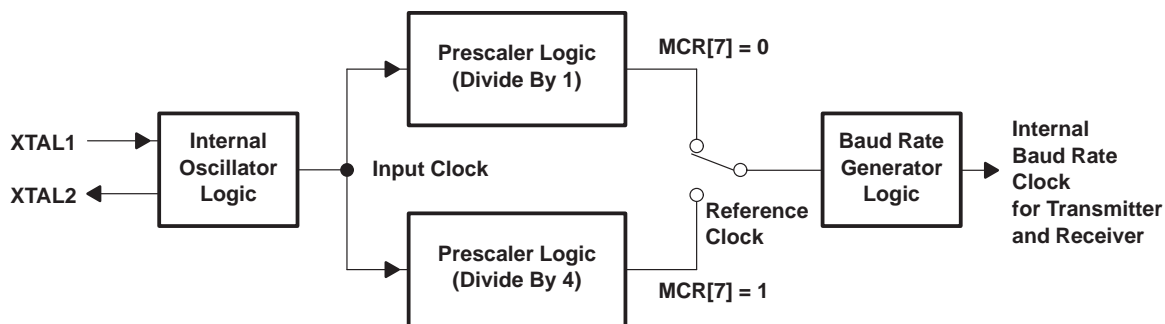 XTAL1
XTAL2
Internal
Oscillator
Logic
Input Clock
Prescaler Logic
(Divide By 1)
MCR[7] = 0
Prescaler Logic
(Divide By 4)
MCR[7] = 1
Reference
Clock
Baud Rate
Generator
Logic
Internal
Baud Rate
Clock
for Transmitter
and Receiver